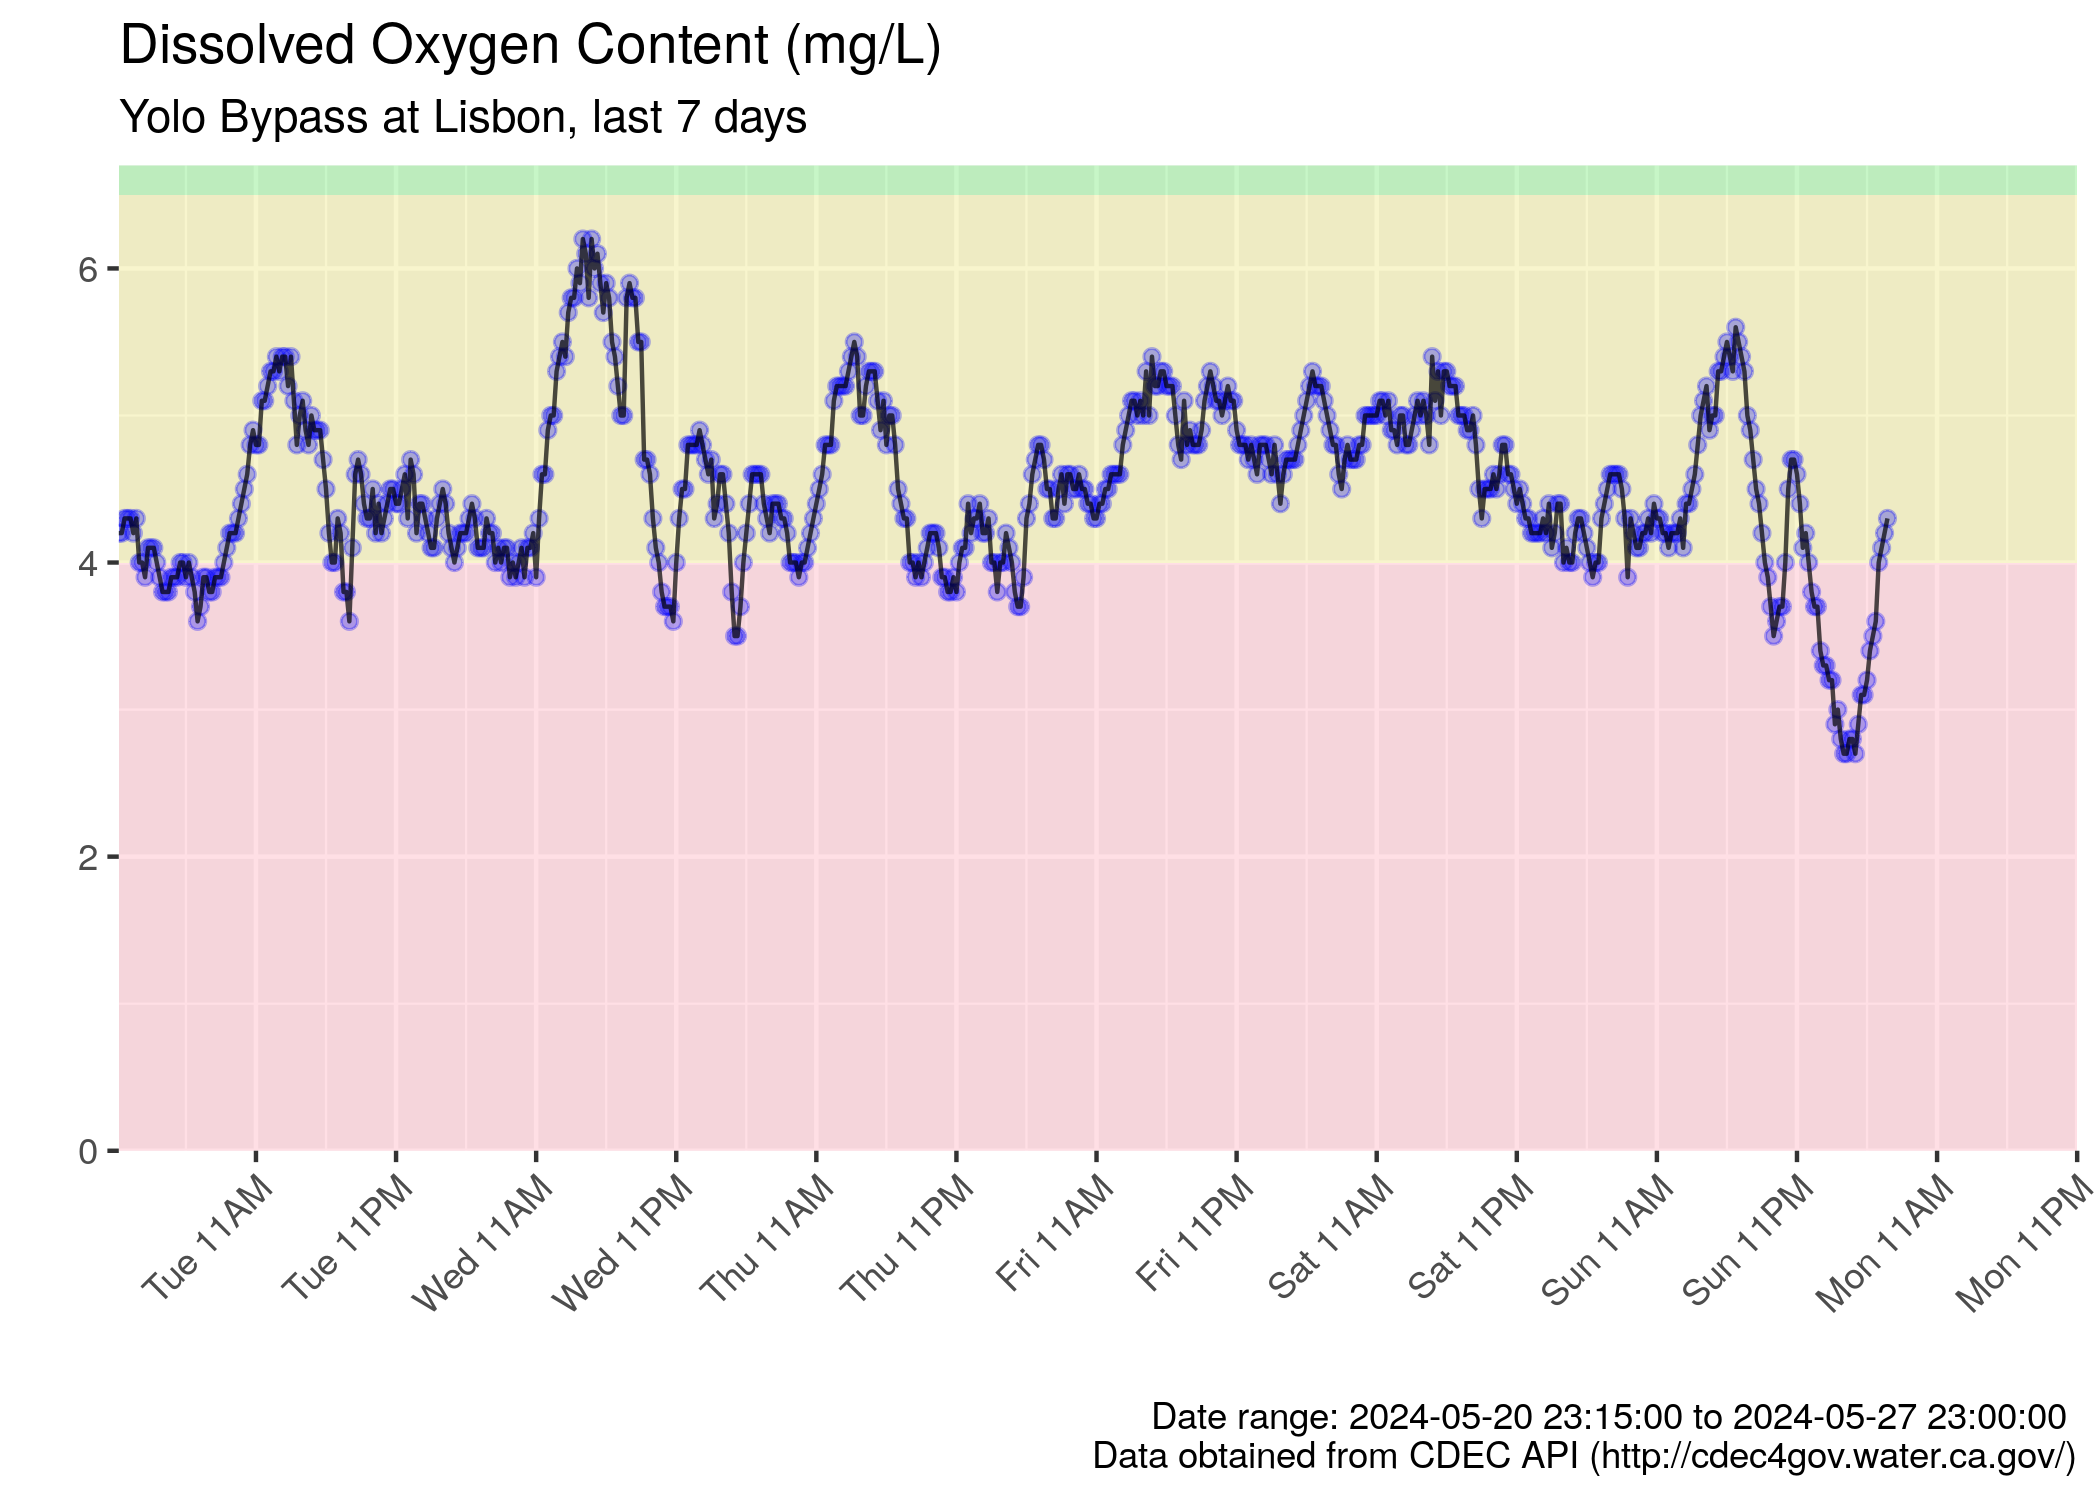 Dissolved Oxygen Content (mg/L)
Yolo Bypass at Lisbon, last 7 days
6
4
2
0
Tue 11AM
Tue 11PM
Wed 11AM
Wed 11PM
Thu 11AM
Thu 11PM
Fri 11AM
Fri 11PM
Sat 11AM
Sat 11PM
Sun 11AM
Sun 11PM
Mon 11AM
Mon 11PM
Date range: 2024-05-20 23:15:00 to 2024-05-27 23:00:00
Data obtained from CDEC API (http://cdec4gov.water.ca.gov/)